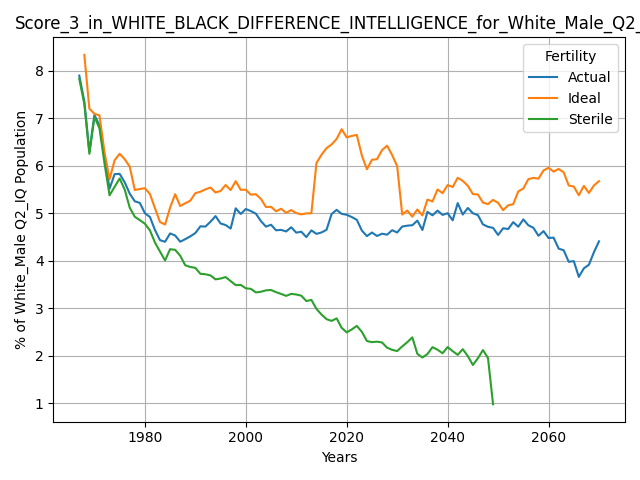 Score_3_in_WHITE_BLACK_DIFFERENCE_INTELLIGENCE_for_White_Male_Q2_
Fertility
Actual
Ideal
Sterile
% of White_Male Q2_IQ Population
8
7
6
5
4
3
2
1
1980 2000 2020 2040 2060
Years